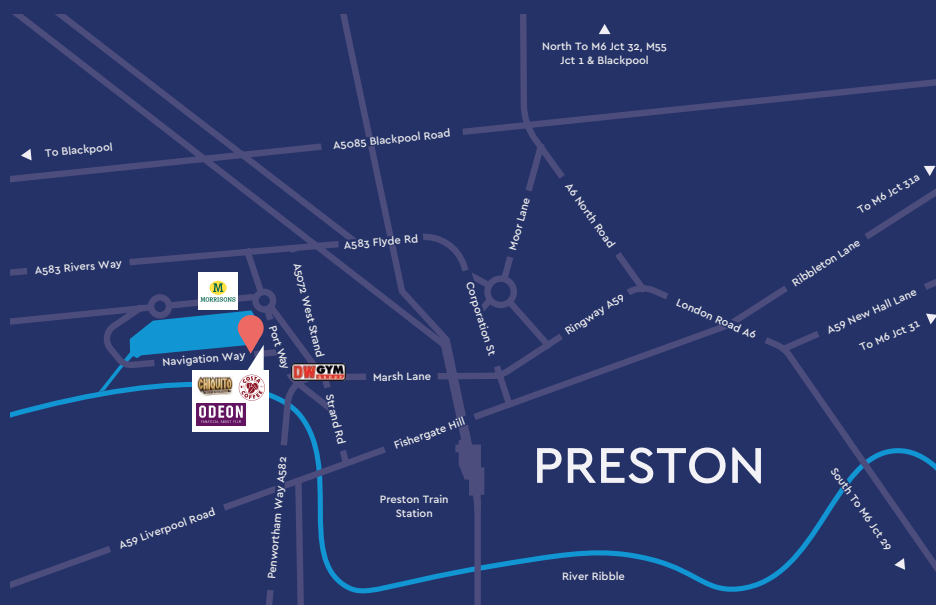 North To M6 Jct 32, M55
Jct 1 & Blackpool
To Blackpool
A5085 Blackpool Road
To M6 Jct 31a
Moor Lane
A6 North Road
A583 Flyde Rd
A583 Rivers Way
Ribbleton Lane
M
MORRISONS
A5072 West Strand
Corporation St
Ringway A59
London Road A6
A59 New Hall Lane
To M6 Jct 31
Port Way
Navigation Way
DW GYM
Marsh Lane
CHIQUITO
COSTA
COFFEE
ODEON
FANATICAL ABOUT FILM
Strand Rd
Fishergate Hill
PRESTON
Penwortham Way A582
Preston Train
Station
A59 Liverpool Road
South To M6 Jct 29
River Ribble